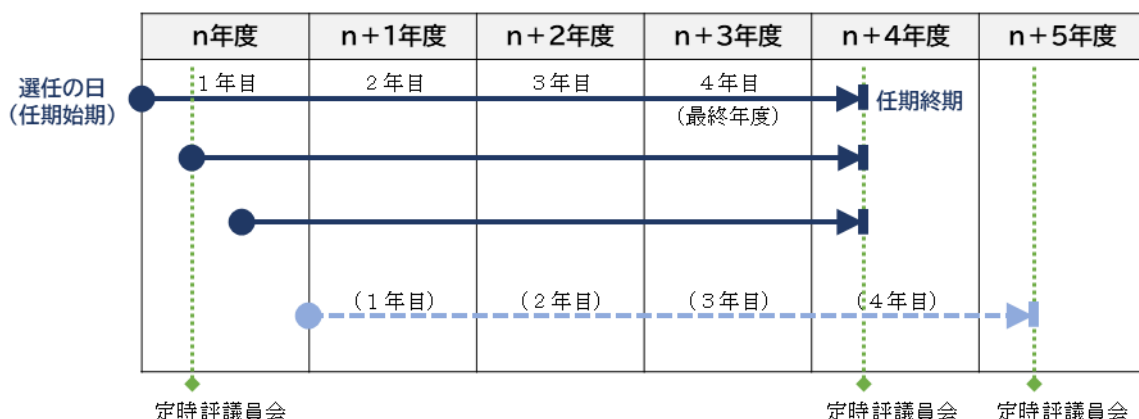 n年度 n+1年度 n+2年度 n+3年度 n+4年度 n+5年度
選任の日
(任期始期)
1年目 2年目 3年目 4年目
(最終年度)
任期終期
(1年目) (2年目) (3年目) (4年目)
定時評議員会 定時評議員会 定時評議員会